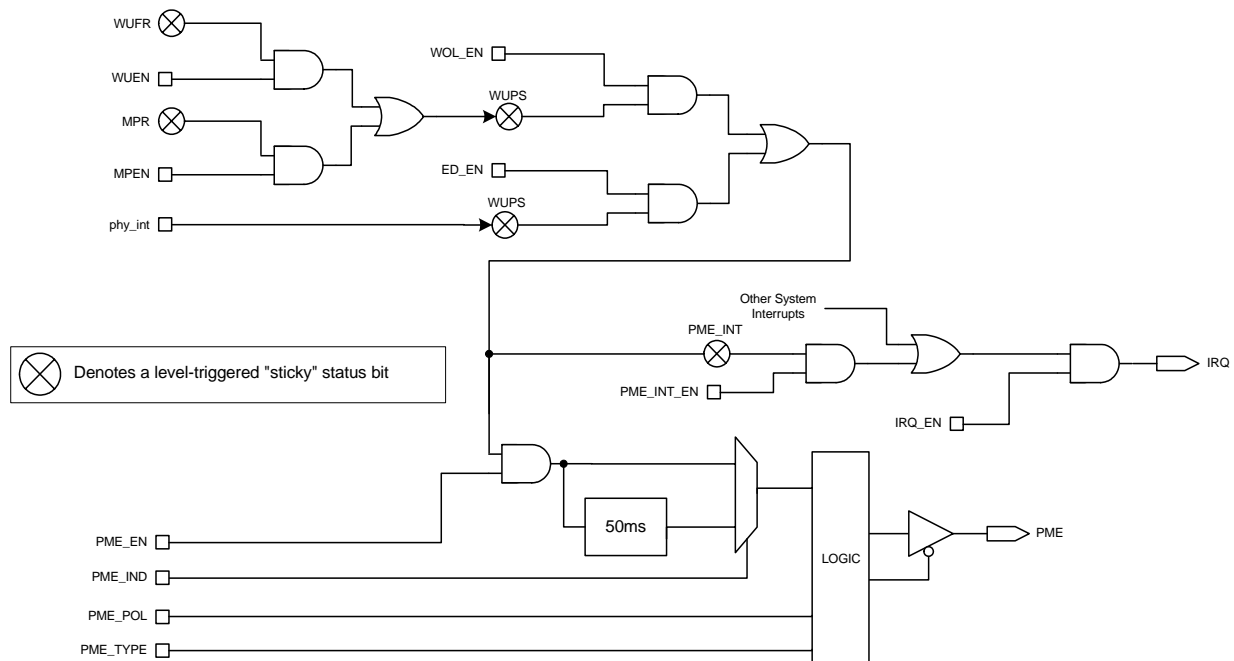 WUFR
WUEN
MPR
MPEN
phy_int
WOL_EN
WUPS
ED_EN
WUPS
Other System
Interrupts
PME_INT
PME_INT_EN
IRQ_EN
IRQ
Denotes a level-triggered "sticky" status bit
50ms
LOGIC
PME
PME_EN
PME_IND
PME_POL
PME_TYPE